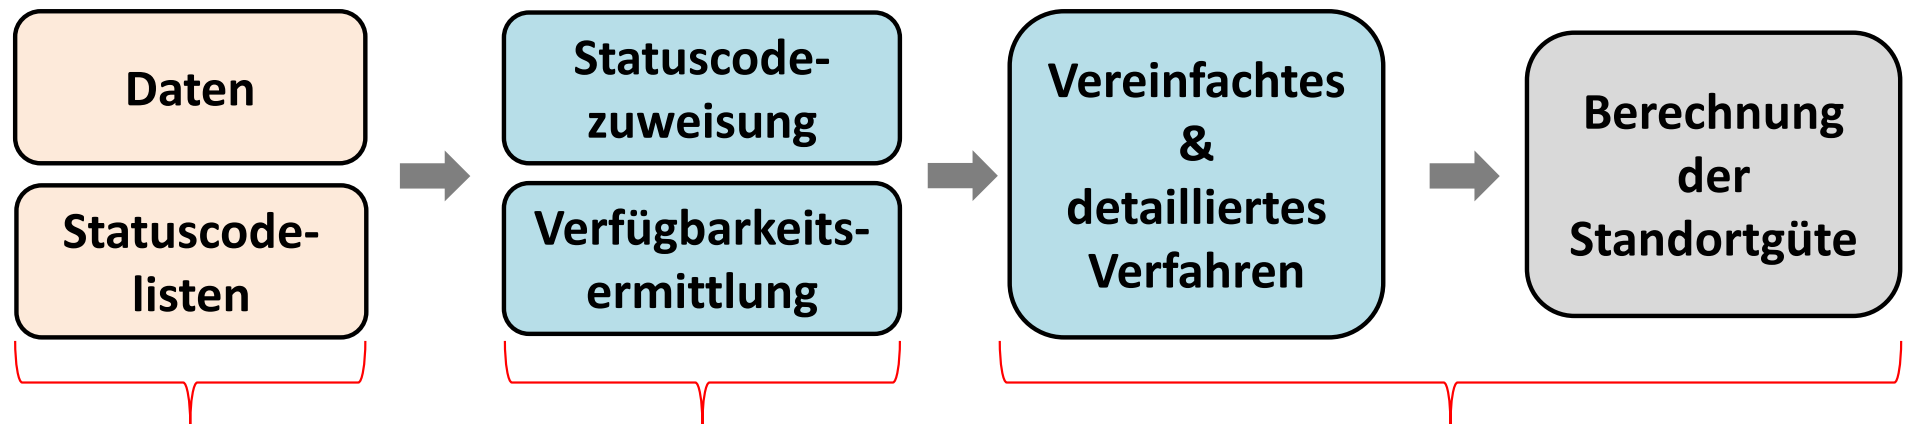 Daten
Statuscode-
listen
Statuscode-
zuweisung
Verfügbarkeits-
ermittlung
Vereinfachtes
&
detailliertes
Verfahren
Berechnung
der
Standortgüte